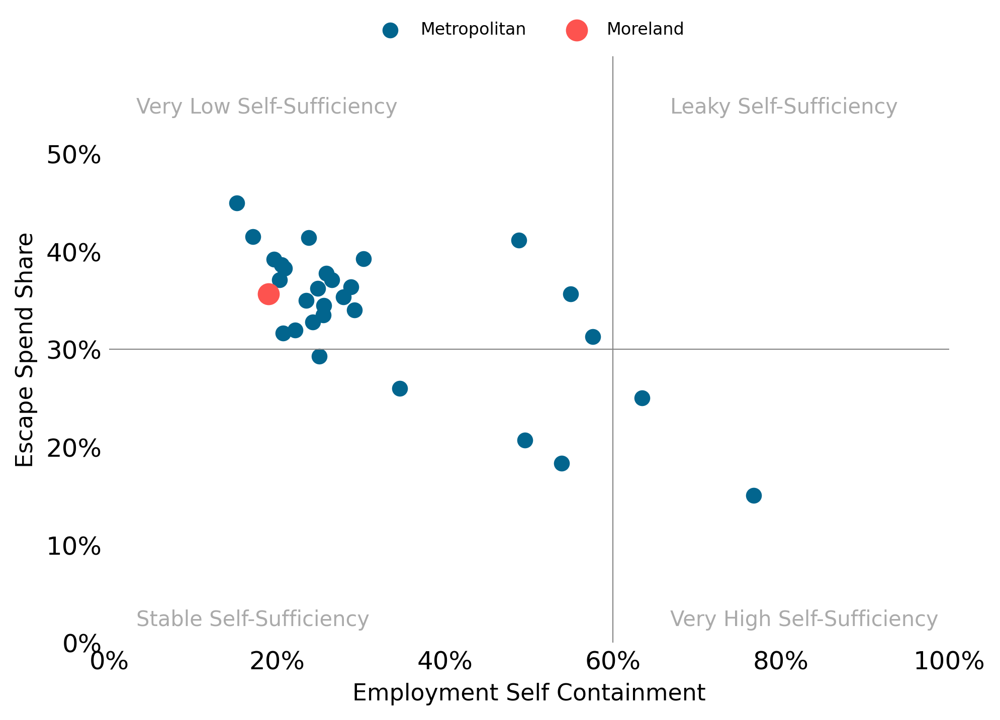 Metropolitan Moreland
Very Low Self-Sufficiency Leaky Self-Sufficiency
50%
40%
30%
20%
10%
0%
Escape Spend Share
Stable Self-Sufficiency Very High Self-Sufficiency
0% 20% 40% 60% 80% 100%
Employment Self Containment